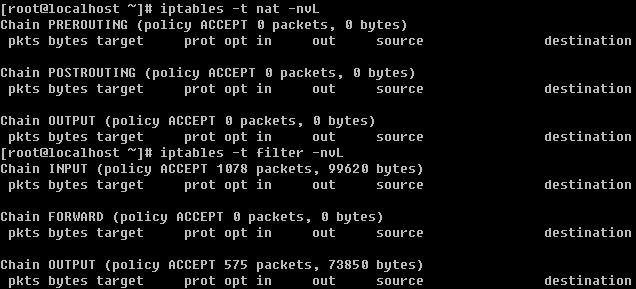 [root@localhost ~]# iptables -t nat -nvL
Chain PREROUTING (policy ACCEPT 0 packets, 0 bytes)
pkts bytes target prot opt in out source destination
Chain POSTROUTING (policy ACCEPT 0 packets, 0 bytes)
pkts bytes target prot opt in out source destination
Chain OUTPUT (policy ACCEPT 0 packets, 0 bytes)
pkts bytes target prot opt in out source destination
[root@localhost ~]# iptables -t filter -nvL
Chain INPUT (policy ACCEPT 1078 packets, 99620 bytes)
pkts bytes target prot opt in out source destination
Chain FORWARD (policy ACCEPT 0 packets, 0 bytes)
pkts bytes target prot opt in out source destination
Chain OUTPUT (policy ACCEPT 575 packets, 73850 bytes)
pkts bytes target prot opt in out source destination